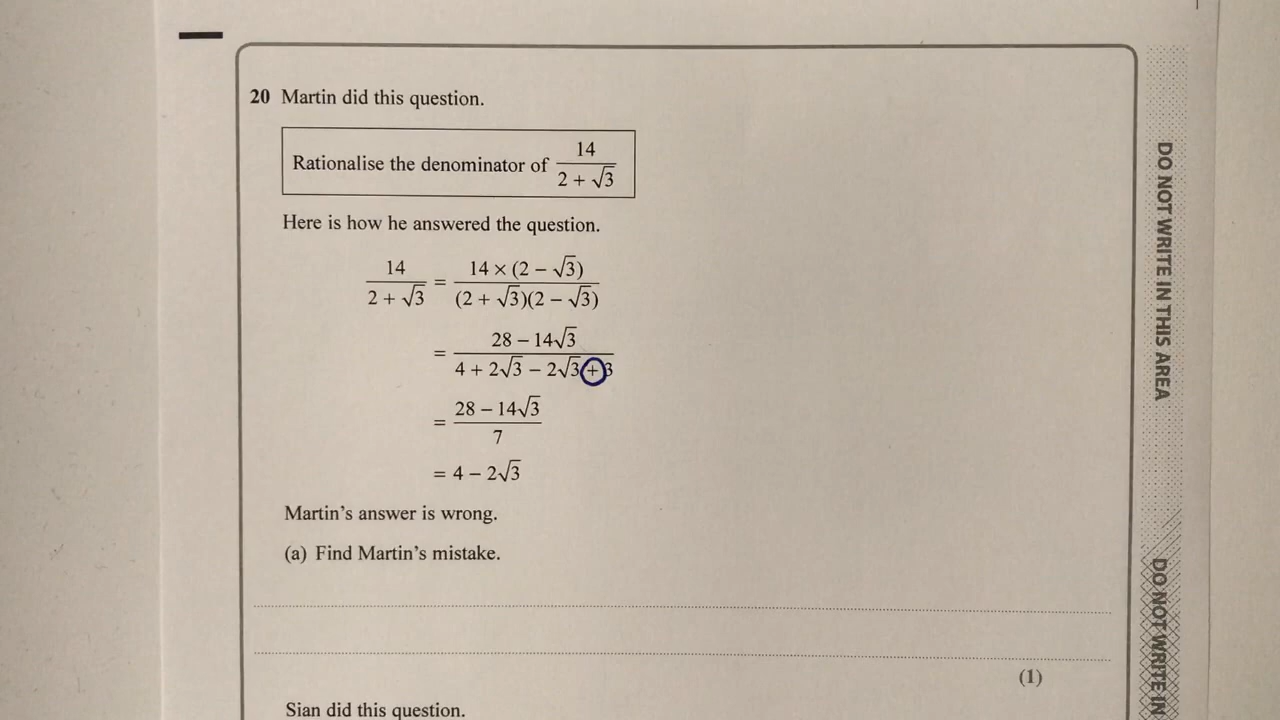 20 Martin did this question.
Rationalise the denominator of 14/(2 + √3)
Here is how he answered the question.
14/(2 + √3) = (14 × (2 − √3))/((2 + √3)(2 − √3))
= (28 − 14√3)/(4 + 2√3 − 2√3 + 3)
= (28 − 14√3)/7
= 4 − 2√3
Martin's answer is wrong.
(a) Find Martin's mistake.
(1)
Sian did this question.
DO NOT WRITE IN THIS AREA
DO NOT WRITE IN